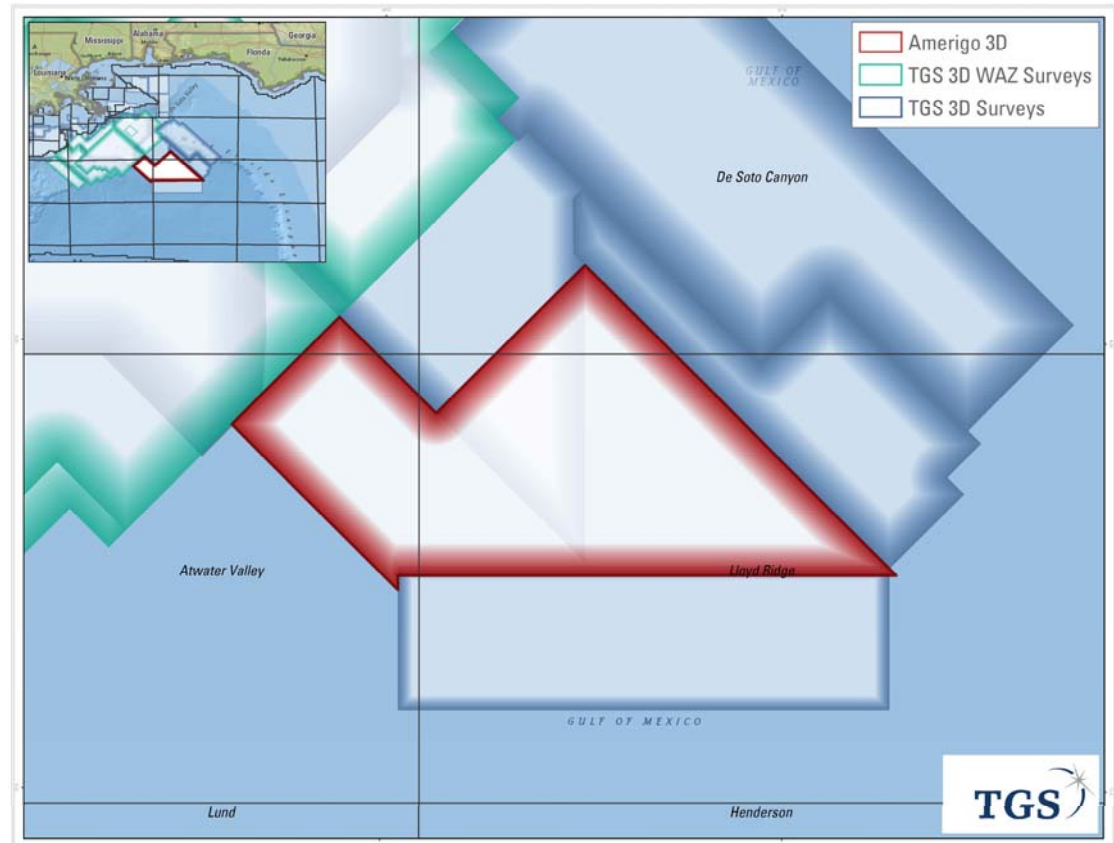 Mississippi
Alabama
Georgia
Florida
Louisiana
GULF OF
MEXICO
Amerigo 3D
TGS 3D WAZ Surveys
TGS 3D Surveys
De Soto Canyon
Atwater Valley
Lloyd Ridge
GULF OF MEXICO
Lund
Henderson
TGS